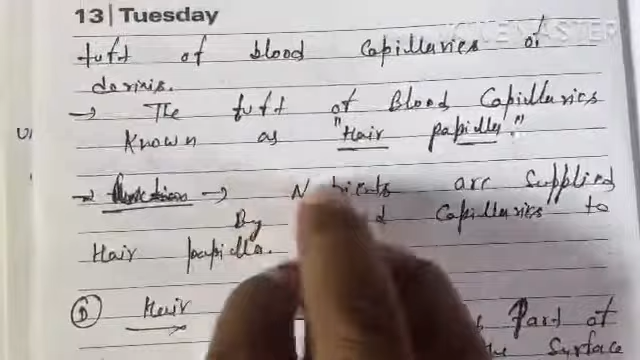 13 | Tuesday
tuft of blood capillaries of
dermis.
→ The tuft of Blood Capillaries
Known as "Hair papilla."
→ Function → are Supplied
By Capillaries to
Hair papilla.
① Hair Part of
Surface